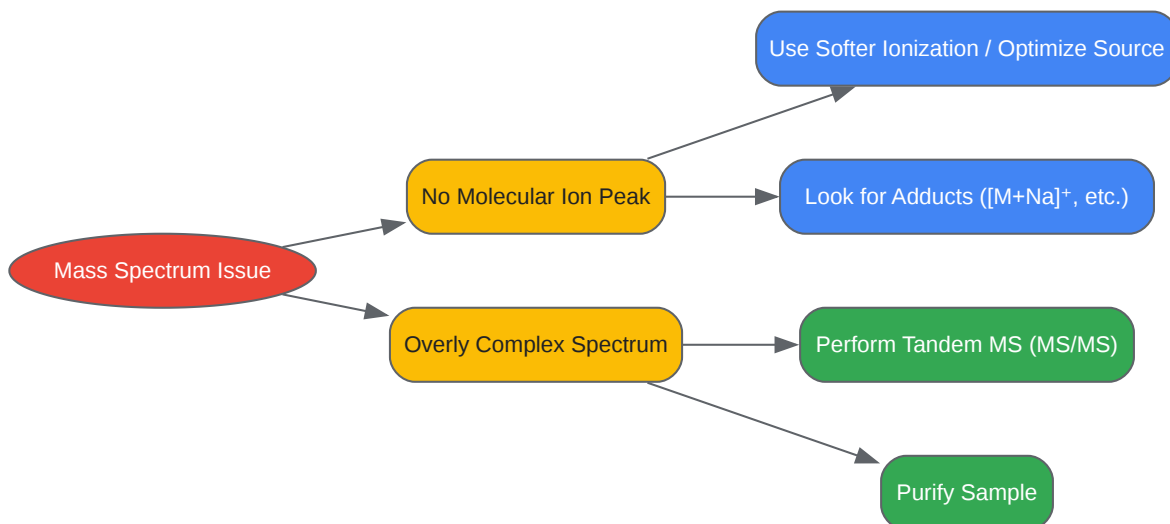 Use Softer Ionization / Optimize Source
No Molecular Ion Peak
Look for Adducts ([M+Na]⁺, etc.)
Mass Spectrum Issue
Overly Complex Spectrum
Perform Tandem MS (MS/MS)
Purify Sample